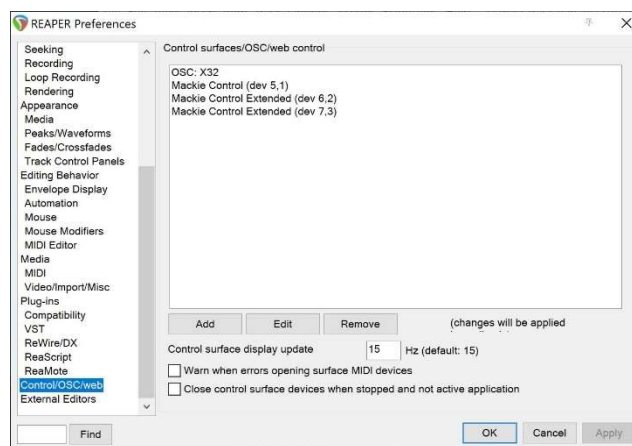 REAPER Preferences
Seeking
Recording
Loop Recording
Rendering
Appearance
Media
Peaks/Waveforms
Fades/Crossfades
Track Control Panels
Editing Behavior
Envelope Display
Automation
Mouse
Mouse Modifiers
MIDI Editor
Media
MIDI
Video/Import/Misc
Plug-ins
Compatibility
VST
ReWire/DX
ReaScript
ReaMote
Control/OSC/web
External Editors
Find
Control surfaces/OSC/web control
OSC: X32
Mackie Control (dev 5,1)
Mackie Control Extended (dev 6,2)
Mackie Control Extended (dev 7,3)
Add Edit Remove (changes will be applied
Control surface display update 15 Hz (default: 15)
Warn when errors opening surface MIDI devices
Close control surface devices when stopped and not active application
OK Cancel Apply